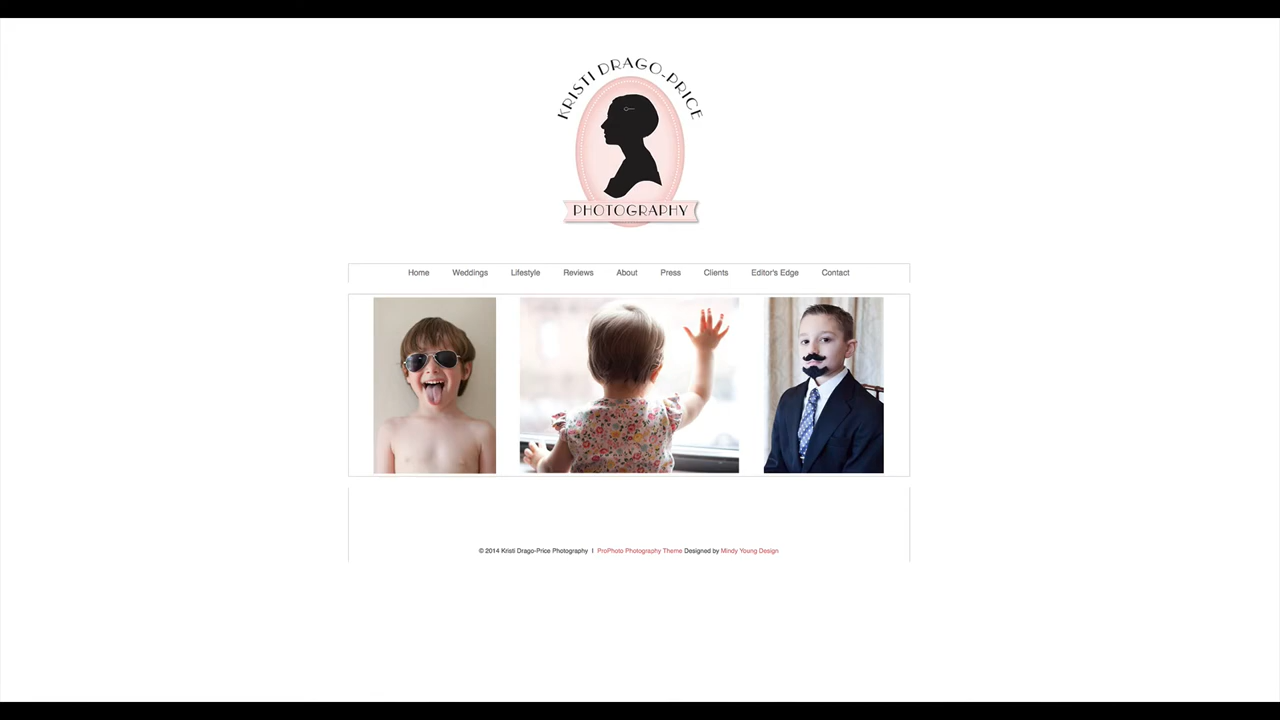 KRISTI DRAGO-PRICE
PHOTOGRAPHY
Home Weddings Lifestyle Reviews About Press Clients Editor's Edge Contact
© 2014 Kristi Drago-Price Photography | ProPhoto Photography Theme Designed by Mindy Young Design